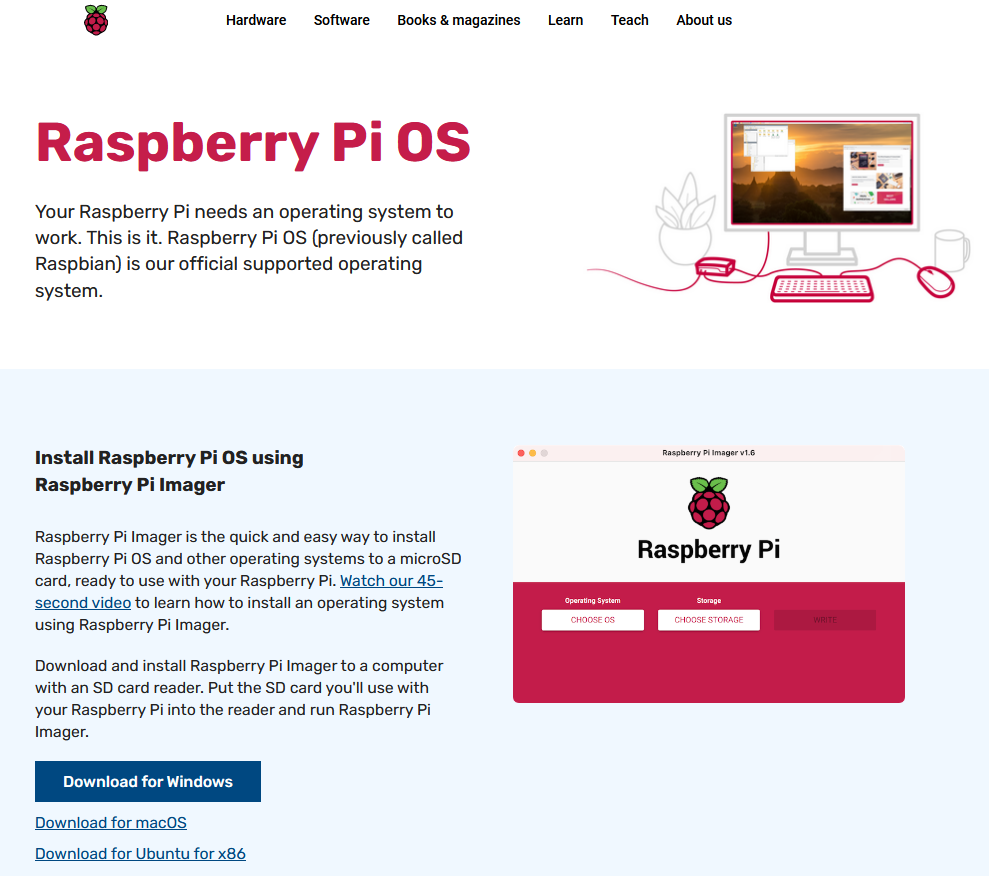 Hardware Software Books & magazines Learn Teach About us
Raspberry Pi OS
Your Raspberry Pi needs an operating system to
work. This is it. Raspberry Pi OS (previously called
Raspbian) is our official supported operating
system.
Install Raspberry Pi OS using
Raspberry Pi Imager
Raspberry Pi Imager is the quick and easy way to install
Raspberry Pi OS and other operating systems to a microSD
card, ready to use with your Raspberry Pi. Watch our 45-
second video to learn how to install an operating system
using Raspberry Pi Imager.
Download and install Raspberry Pi Imager to a computer
with an SD card reader. Put the SD card you'll use with
your Raspberry Pi into the reader and run Raspberry Pi
Imager.
Download for Windows
Download for macOS
Download for Ubuntu for x86
Raspberry Pi Imager v1.6
Raspberry Pi
Operating System Storage
CHOOSE OS CHOOSE STORAGE WRITE